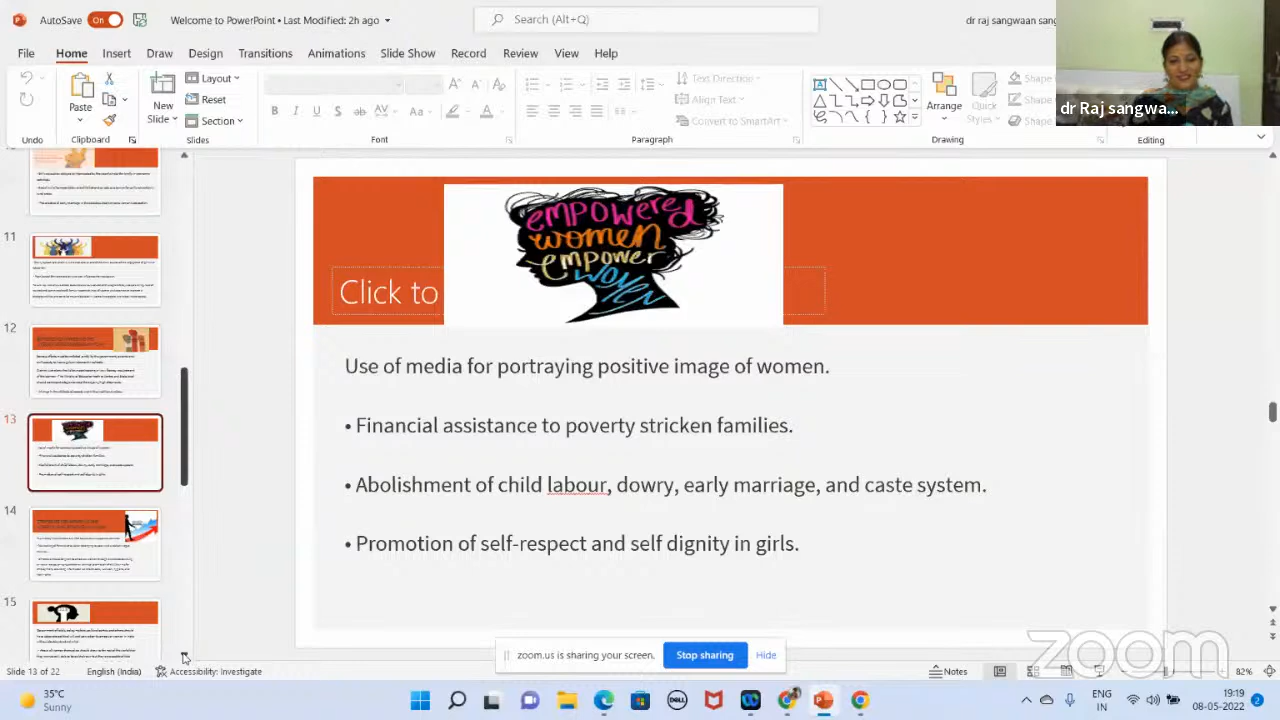 AutoSave On Welcome to PowerPoint • Last Modified: 2h ago Search (Alt+Q) dr raj sangwaan sang
File Home Insert Draw Design Transitions Animations Slide Show Record Review View Help
Paste New Slide Layout Reset Section
Text Direction Align Text Convert to SmartArt
Arrange Quick Styles Shape Shape Shape
dr Raj sangwa...
Undo Clipboard Slides Font Paragraph Drawing Editing
11
12
13
14
15
empowered
women
empower
women
Click to
Use of media for portraying positive image of women.
• Financial assistance to poverty stricken families.
• Abolishment of child labour, dowry, early marriage, and caste system.
• Promotion of self respect and self dignity in girls.
zoom
zoom.us is sharing your screen. Stop sharing Hide
Slide 13 of 22 English (India) Accessibility: Investigate Notes 82%
35°C
Sunny
DELL
ENG
IN
13:19
08-05-2022
2